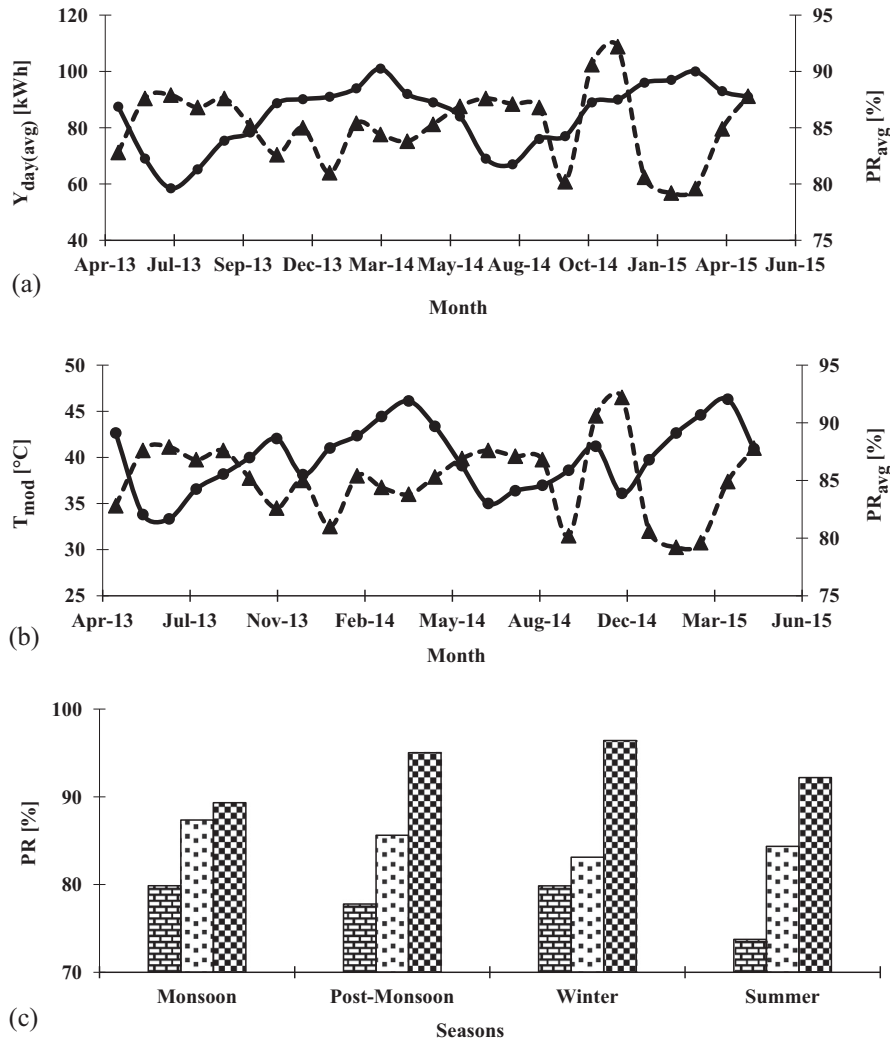 120
100
80
60
40
Y_day(avg) [kWh]
95
90
85
80
75
PR_avg [%]
Apr-13 Jul-13 Sep-13 Dec-13 Mar-14 May-14 Aug-14 Oct-14 Jan-15 Apr-15 Jun-15
Month
(a)
50
45
40
35
30
25
T_mod [°C]
95
90
85
80
75
PR_avg [%]
Apr-13 Jul-13 Nov-13 Feb-14 May-14 Aug-14 Dec-14 Mar-15 Jun-15
Month
(b)
100
90
80
70
PR [%]
Monsoon Post-Monsoon Winter Summer
Seasons
(c)